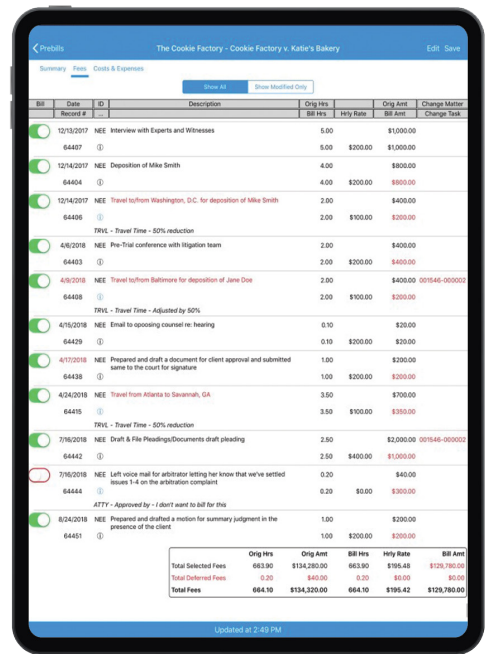 Prebills The Cookie Factory - Cookie Factory v. Katie's Bakery Edit Save
Summary Fees Costs & Expenses
Show All Show Modified Only
Bill Date ID Description Orig Hrs Orig Amt Change Matter
Record # ... Bill Hrs Hrly Rate Bill Amt Change Task
12/13/2017 NEE Interview with Experts and Witnesses 5.00 $1,000.00
64407 5.00 $200.00 $1,000.00
12/14/2017 NEE Deposition of Mike Smith 4.00 $800.00
64404 4.00 $200.00 $800.00
12/14/2017 NEE Travel to/from Washington, D.C. for deposition of Mike Smith 2.00 $400.00
64406 2.00 $100.00 $200.00
TRVL - Travel Time - 50% reduction
4/6/2018 NEE Pre-Trial conference with litigation team 2.00 $400.00
64403 2.00 $200.00 $400.00
4/9/2018 NEE Travel to/from Baltimore for deposition of Jane Doe 2.00 $400.00 001546-000002
64408 2.00 $100.00 $200.00
TRVL - Travel Time - Adjusted by 50%
4/15/2018 NEE Email to opoosing counsel re: hearing 0.10 $20.00
64429 0.10 $200.00 $20.00
4/17/2018 NEE Prepared and draft a document for client approval and submitted 1.00 $200.00
same to the court for signature
64438 1.00 $200.00 $200.00
4/24/2018 NEE Travel from Atlanta to Savannah, GA 3.50 $700.00
64415 3.50 $100.00 $350.00
TRVL - Travel Time - 50% reduction
7/16/2018 NEE Draft & File Pleadings/Documents draft pleading 2.50 $2,000.00 001546-000002
64442 2.50 $400.00 $1,000.00
7/16/2018 NEE Left voice mail for arbitrator letting her know that we've settled 0.20 $40.00
issues 1-4 on the arbitration complaint
64444 0.20 $0.00 $300.00
ATTY - Approved by - I don't want to bill for this
8/24/2018 NEE Prepared and drafted a motion for summary judgment in the 1.00 $200.00
presence of the client
64451 1.00 $200.00 $200.00
Orig Hrs Orig Amt Bill Hrs Hrly Rate Bill Amt
Total Selected Fees 663.90 $134,280.00 663.90 $195.48 $129,780.00
Total Deferred Fees 0.20 $40.00 0.20 $0.00 $0.00
Total Fees 664.10 $134,320.00 664.10 $195.42 $129,780.00
Updated at 2:49 PM